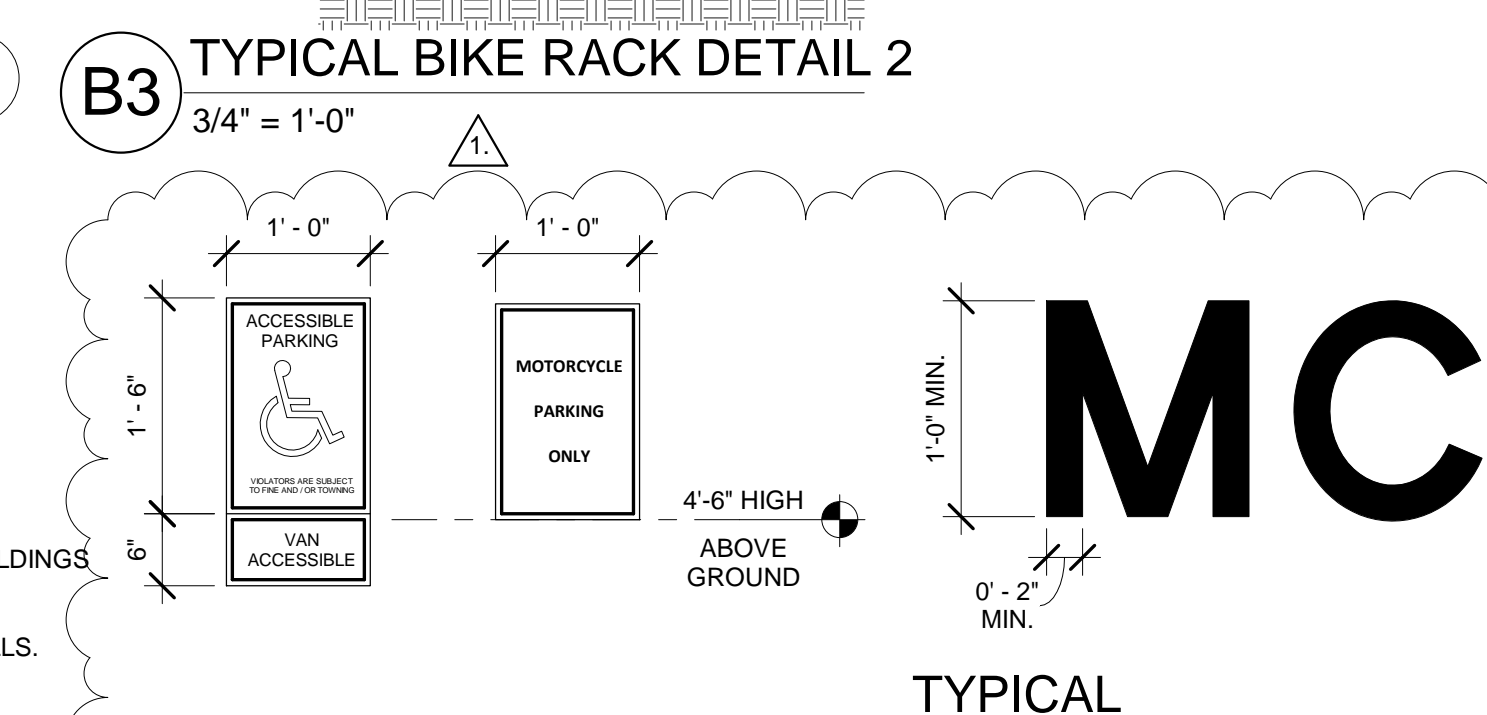 B3
TYPICAL BIKE RACK DETAIL 2
3/4" = 1'-0"
1.
1' - 0"
1' - 0"
1' - 6"
6"
ACCESSIBLE
PARKING
VIOLATORS ARE SUBJECT
TO FINE AND / OR TOWNING
VAN
ACCESSIBLE
MOTORCYCLE
PARKING
ONLY
4'-6" HIGH
ABOVE
GROUND
1'-0" MIN.
MC
0' - 2"
MIN.
LDINGS
LS.
TYPICAL